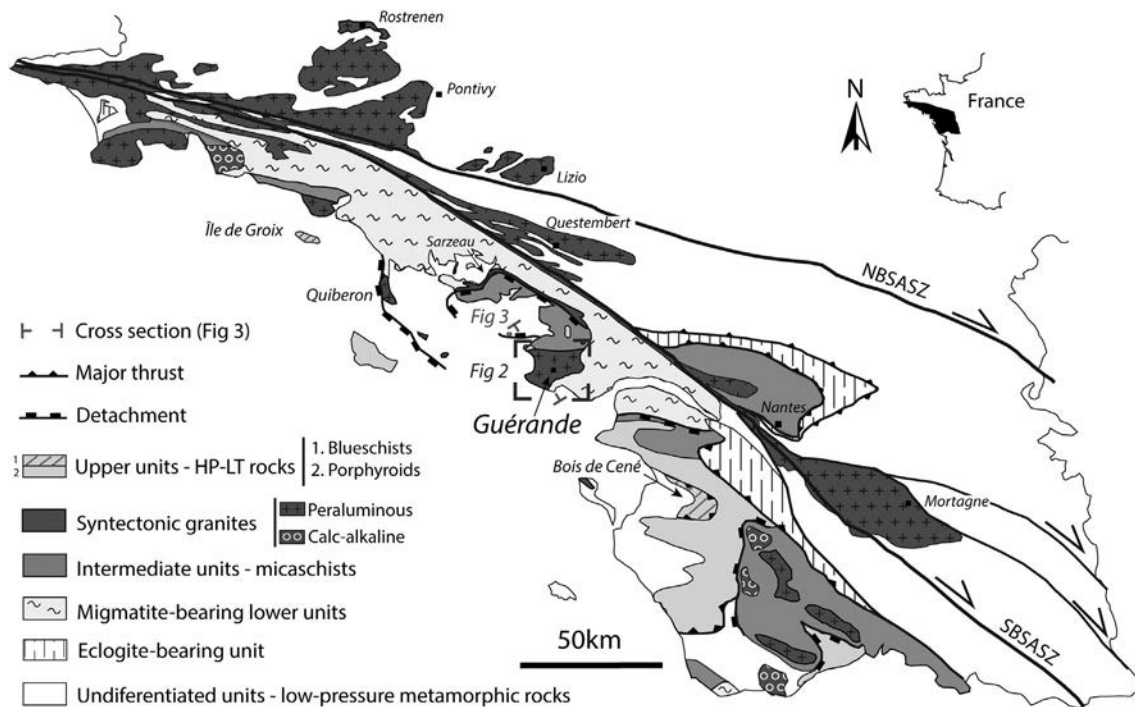 Rostrenen
Pontivy
N
France
Lizio
Questembert
Île de Groix
Sarzeau
NBSASZ
Quiberon
Fig 3
Cross section (Fig 3)
Fig 2
Major thrust
Nantes
Detachment
Guérande
1
2
Upper units - HP-LT rocks
1. Blueschists
2. Porphyroids
Bois de Cené
Mortagne
Syntectonic granites
Peraluminous
Calc-alkaline
Intermediate units - micaschists
Migmatite-bearing lower units
50km
SBSASZ
Eclogite-bearing unit
Undiferentiated units - low-pressure metamorphic rocks